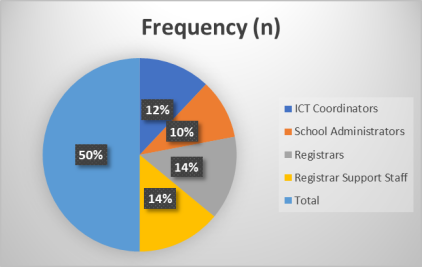 Frequency (n)
12%
10%
14%
14%
50%
ICT Coordinators
School Administrators
Registrars
Registrar Support Staff
Total